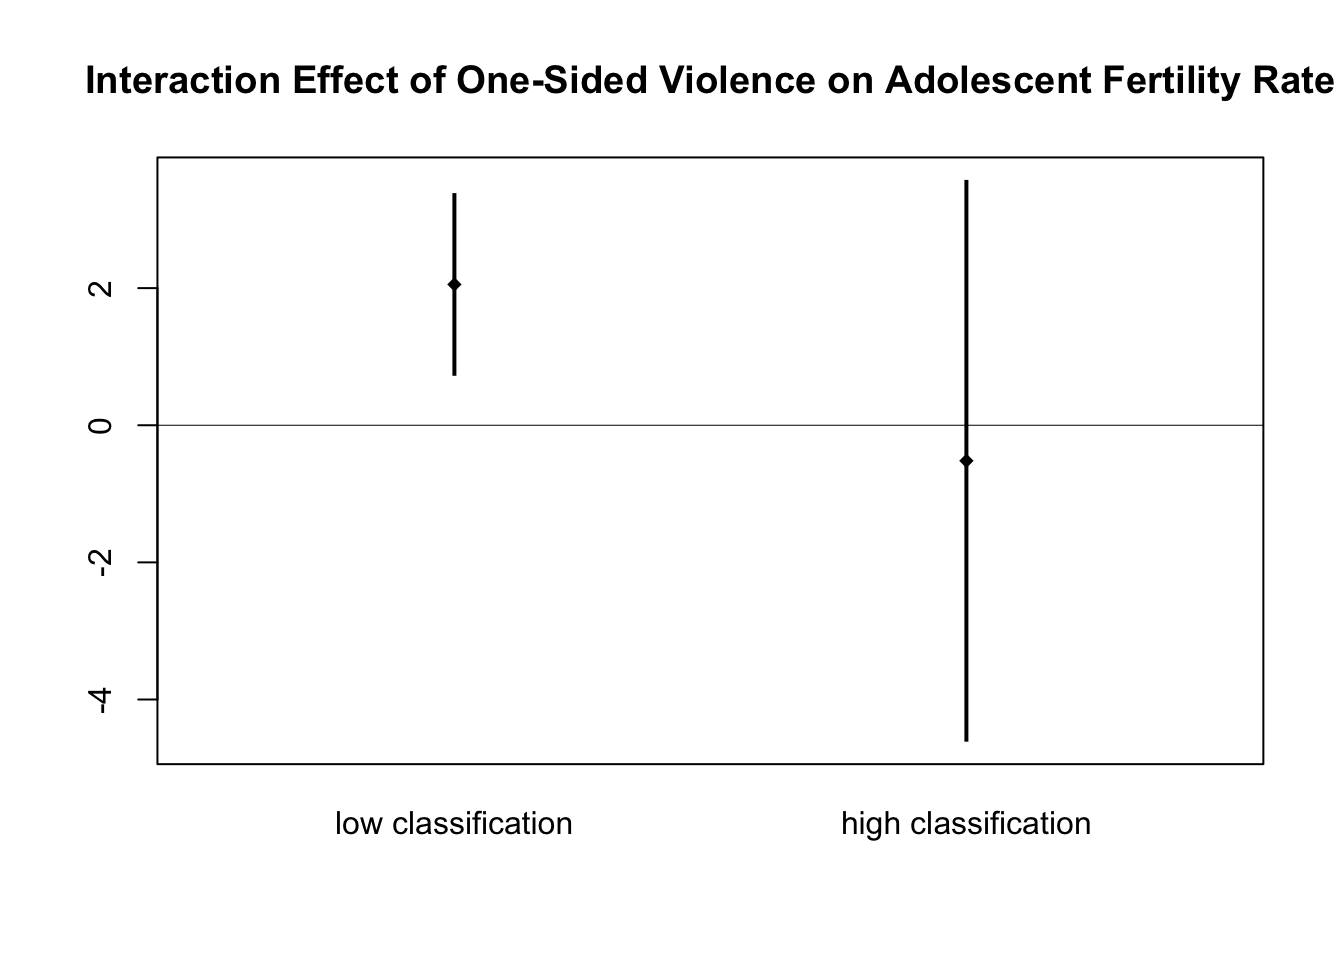 Interaction Effect of One-Sided Violence on Adolescent Fertility Rate
2
0
-2
-4
low classification
high classification